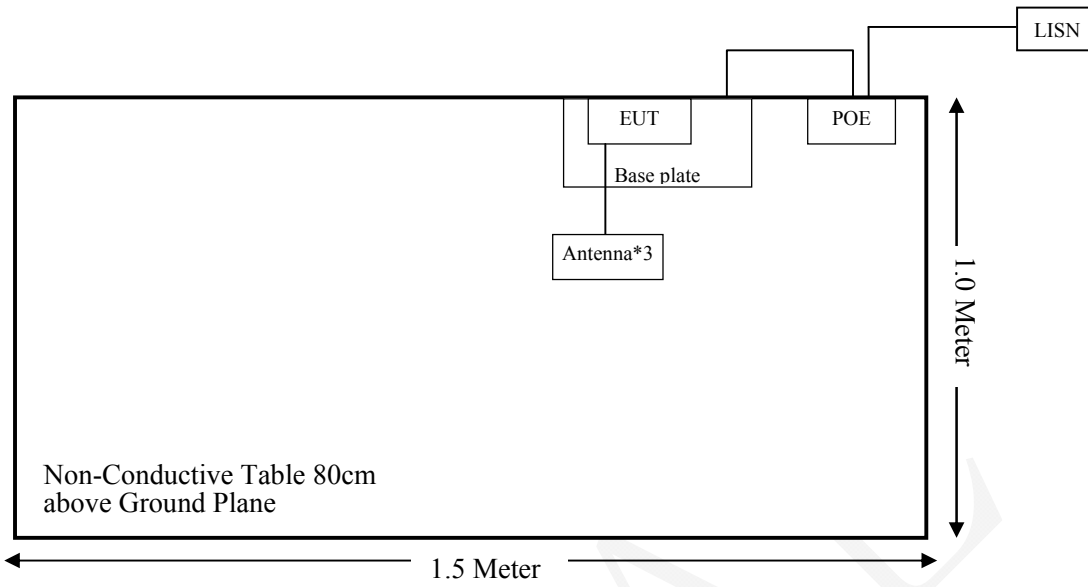 LISN
EUT
POE
Base plate
Antenna*3
1.0 Meter
Non-Conductive Table 80cm
above Ground Plane
1.5 Meter